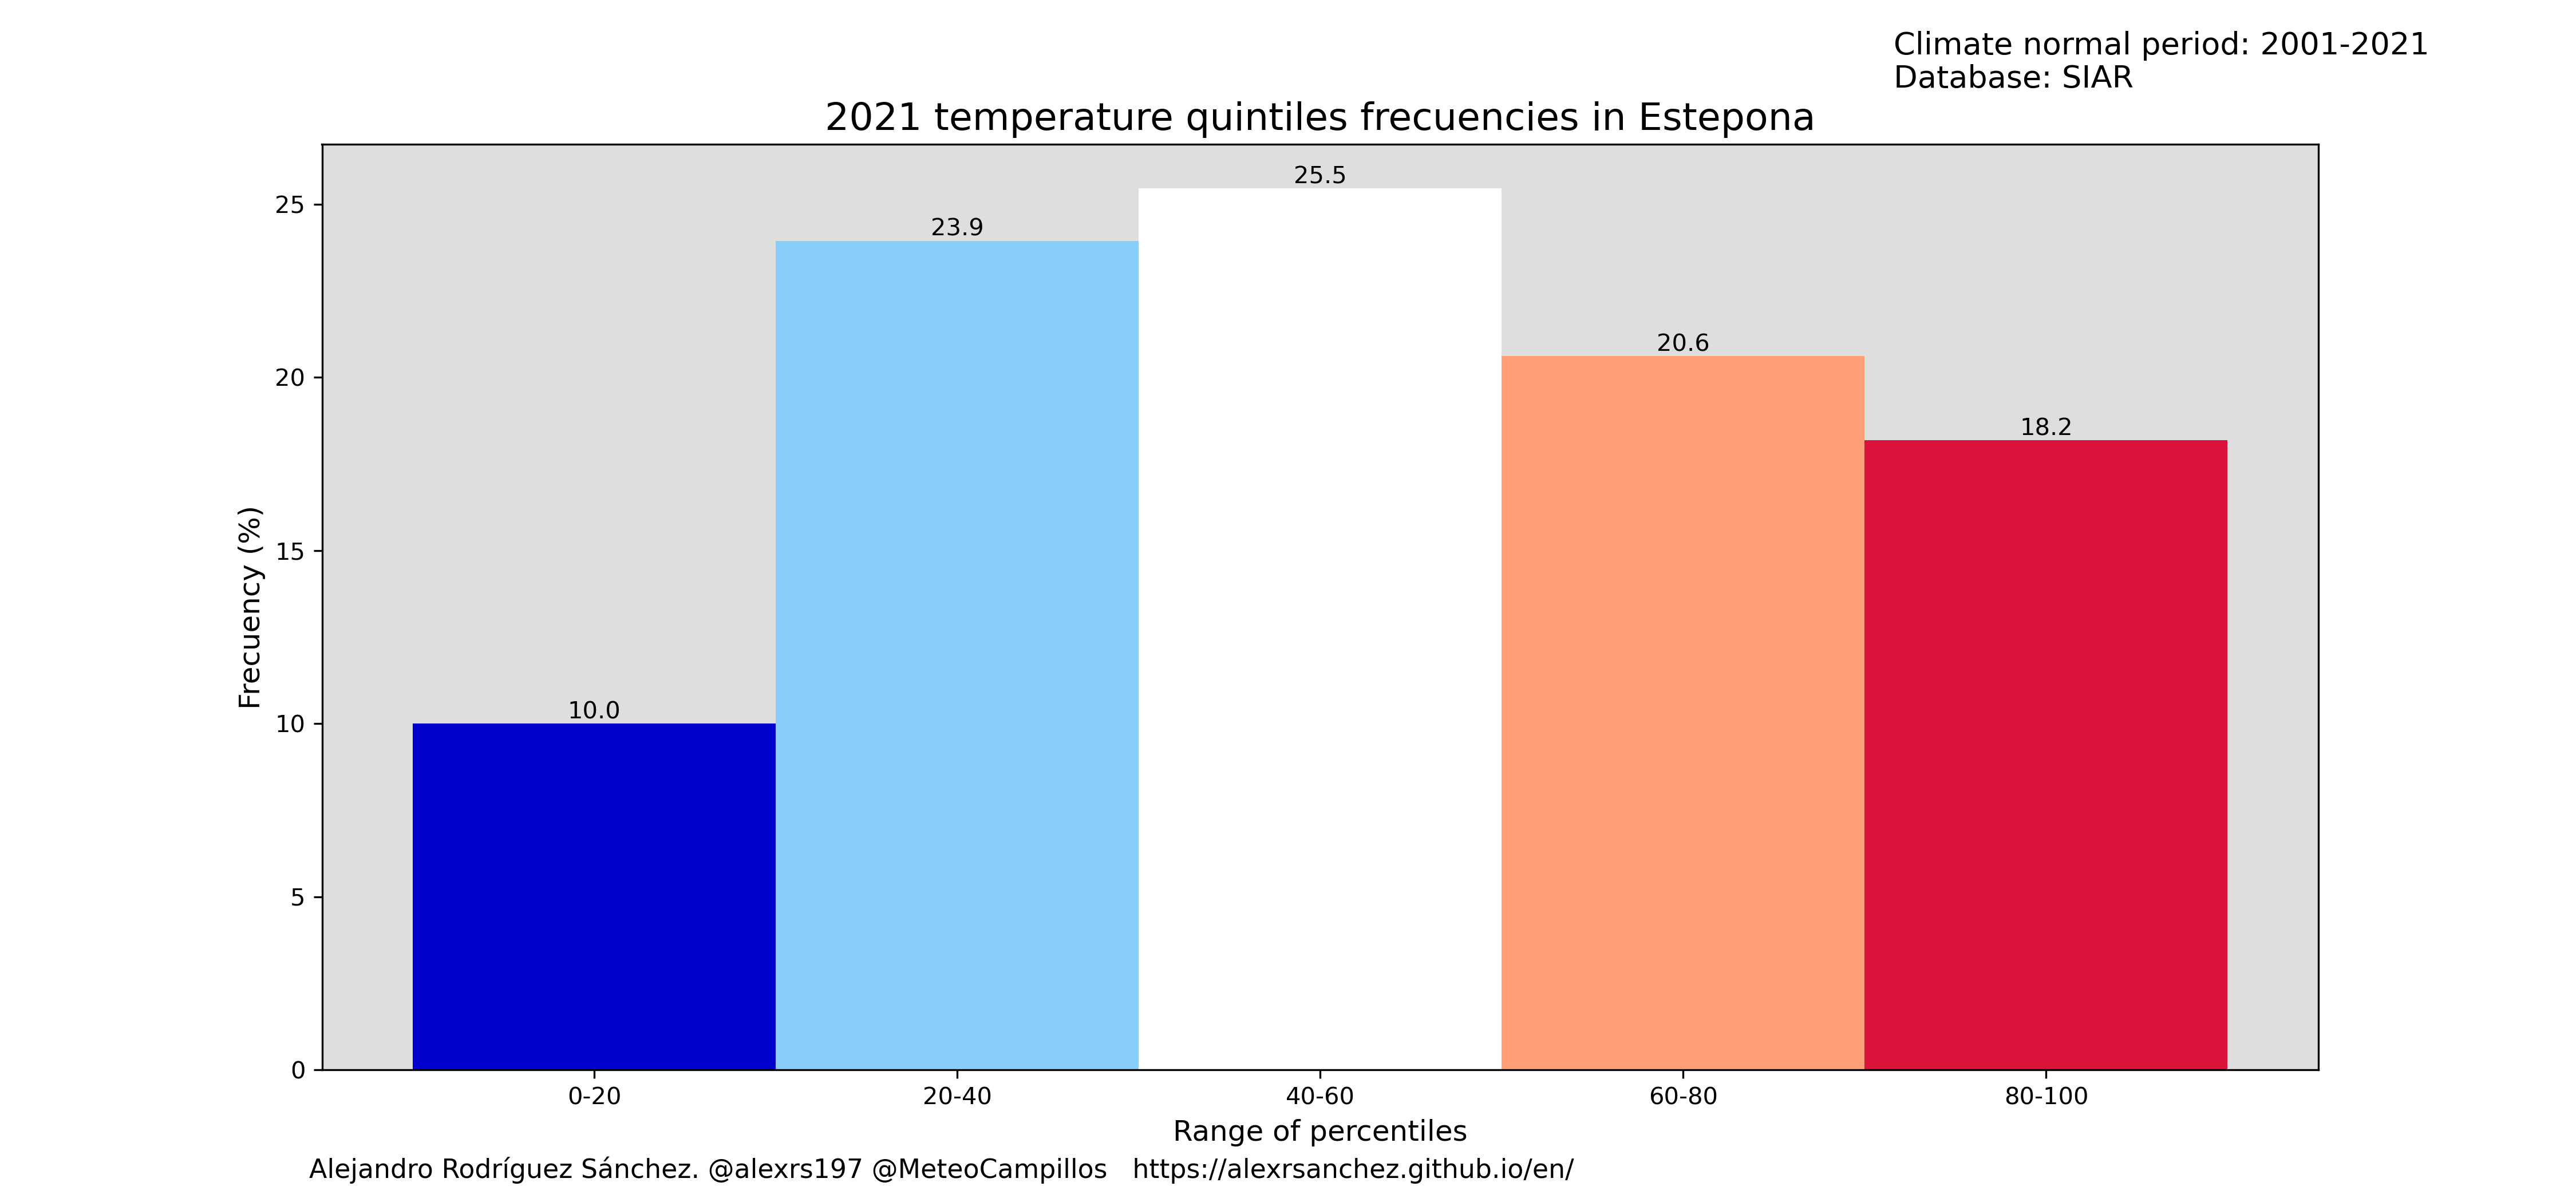 Climate normal period: 2001-2021
Database: SIAR
2021 temperature quintiles frecuencies in Estepona
25.5
25
23.9
20.6
20
18.2
Frecuency (%)
15
10.0
10
5
0
0-20 20-40 40-60 60-80 80-100
Range of percentiles
Alejandro Rodríguez Sánchez. @alexrs197 @MeteoCampillos https://alexrsanchez.github.io/en/